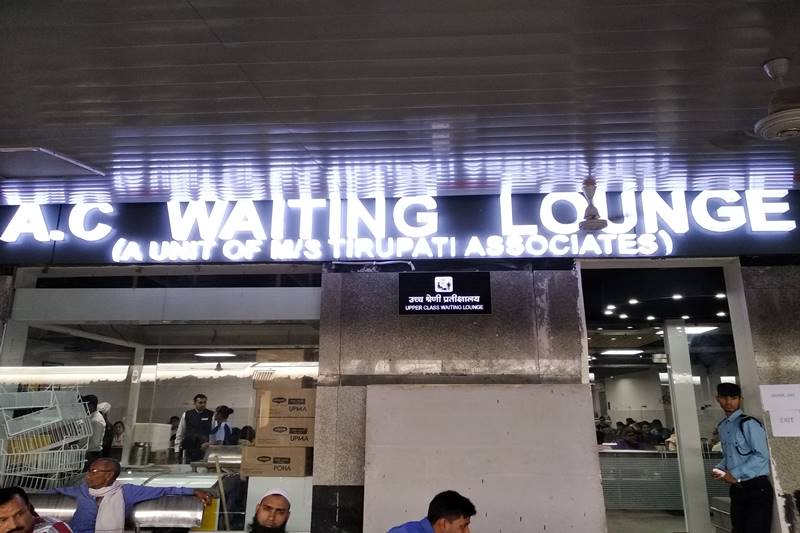 A.C WAITING LOUNGE
(A UNIT OF M/S TIRUPATI ASSOCIATES)
उच्च श्रेणी प्रतीक्षालय
UPPER CLASS WAITING LOUNGE
UPMA
UPMA
POHA
EXIT